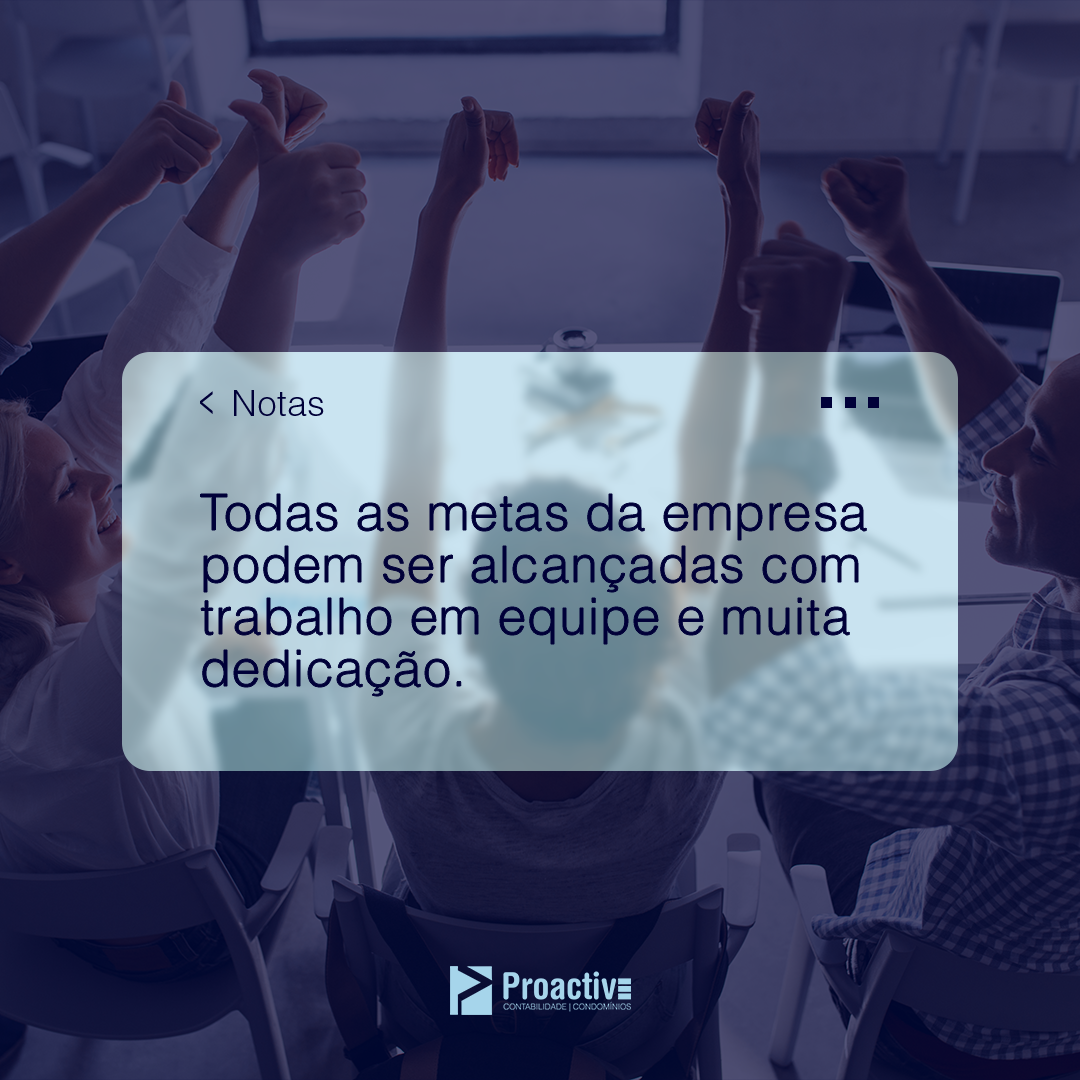 < Notas
Todas as metas da empresa
podem ser alcançadas com
trabalho em equipe e muita
dedicação.
Proactive
CONTABILIDADE | CONDOMÍNIOS